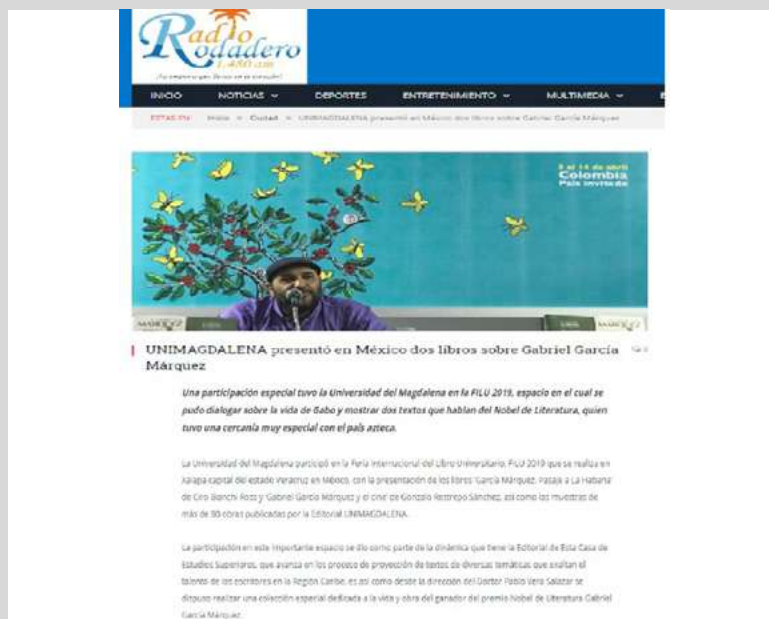 Radio
Rodadero
1.480 am
INICIO NOTICIAS DEPORTES ENTRETENIMIENTO MULTIMEDIA E
ESTAS EN: Inicio » Ciudad » UNIMAGDALENA presentó en México dos libros sobre Gabriel García Márquez
8 al 14 de abril
Colombia
País invitado
MÁRQUEZ MÁRQUEZ
UNIMAGDALENA presentó en México dos libros sobre Gabriel García
Márquez
Una participación especial tuvo la Universidad del Magdalena en la FILU 2019, espacio en el cual se
pudo dialogar sobre la vida de Gabo y mostrar dos textos que hablan del Nobel de Literatura, quien
tuvo una cercanía muy especial con el país azteca.
La Universidad del Magdalena participó en la Feria Internacional del Libro Universitario, FILU 2019 que se realiza en
Xalapa capital del estado Veracruz en México, con la presentación de los libros 'García Márquez. Pasaje a La Habana'
de Ciro Bianchi Ross y 'Gabriel García Márquez y el cine' de Gonzalo Restrepo Sánchez, así como las muestras de
más de 80 obras publicadas por la Editorial UNIMAGDALENA.
La participación en este importante espacio se dio como parte de la dinámica que tiene la Editorial de Esta Casa de
Estudios Superiores, que avanza en los proceso de proyección de textos de diversas temáticas que exaltan el
talento de los escritores en la Región Caribe, es así como desde la dirección del Doctor Pablo Vera Salazar se
dispuso realizar una colección especial dedicada a la vida y obra del ganador del premio Nobel de Literatura Gabriel
García Márquez.